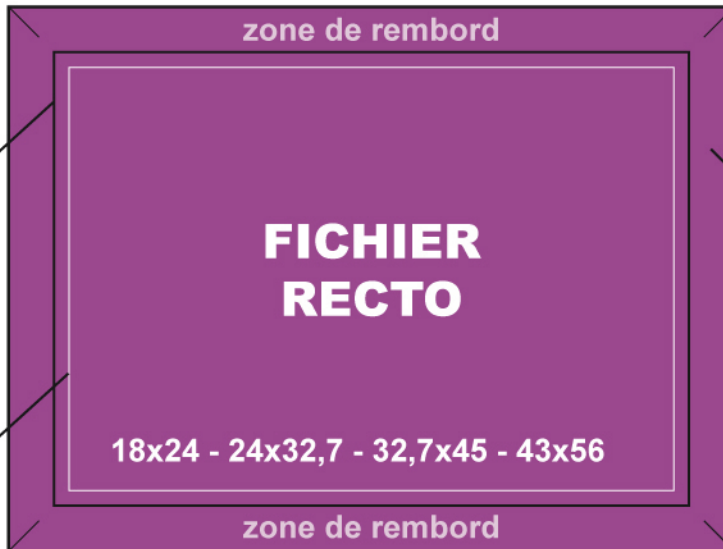 zone de rembord
FICHIER
RECTO
18x24 - 24x32,7 - 32,7x45 - 43x56
zone de rembord